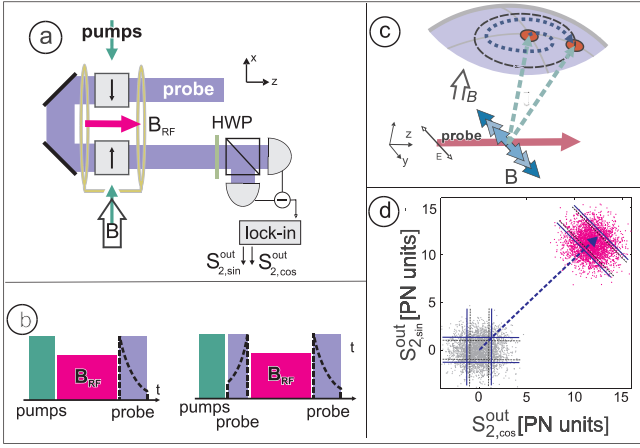 a
pumps
probe
x
z
B_RF
HWP
B
lock-in
S^out_2,sin S^out_2,cos
b
B_RF
t
pumps
probe
B_RF
t
pumps
probe
c
B
z
y
E
probe
B
d
S^out_2,sin [PN units]
15
10
5
0
0
5
10
15
S^out_2,cos [PN units]